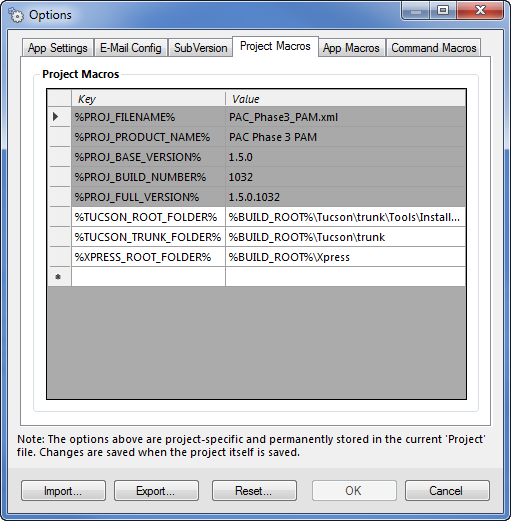 Options
App Settings E-Mail Config SubVersion Project Macros App Macros Command Macros
Project Macros
Key Value
%PROJ_FILENAME% PAC_Phase3_PAM.xml
%PROJ_PRODUCT_NAME% PAC Phase 3 PAM
%PROJ_BASE_VERSION% 1.5.0
%PROJ_BUILD_NUMBER% 1032
%PROJ_FULL_VERSION% 1.5.0.1032
%TUCSON_ROOT_FOLDER% %BUILD_ROOT%\Tucson\trunk\Tools\Install...
%TUCSON_TRUNK_FOLDER% %BUILD_ROOT%\Tucson\trunk
%XPRESS_ROOT_FOLDER% %BUILD_ROOT%\Xpress
Note: The options above are project-specific and permanently stored in the current 'Project'
file. Changes are saved when the project itself is saved.
Import... Export... Reset... OK Cancel